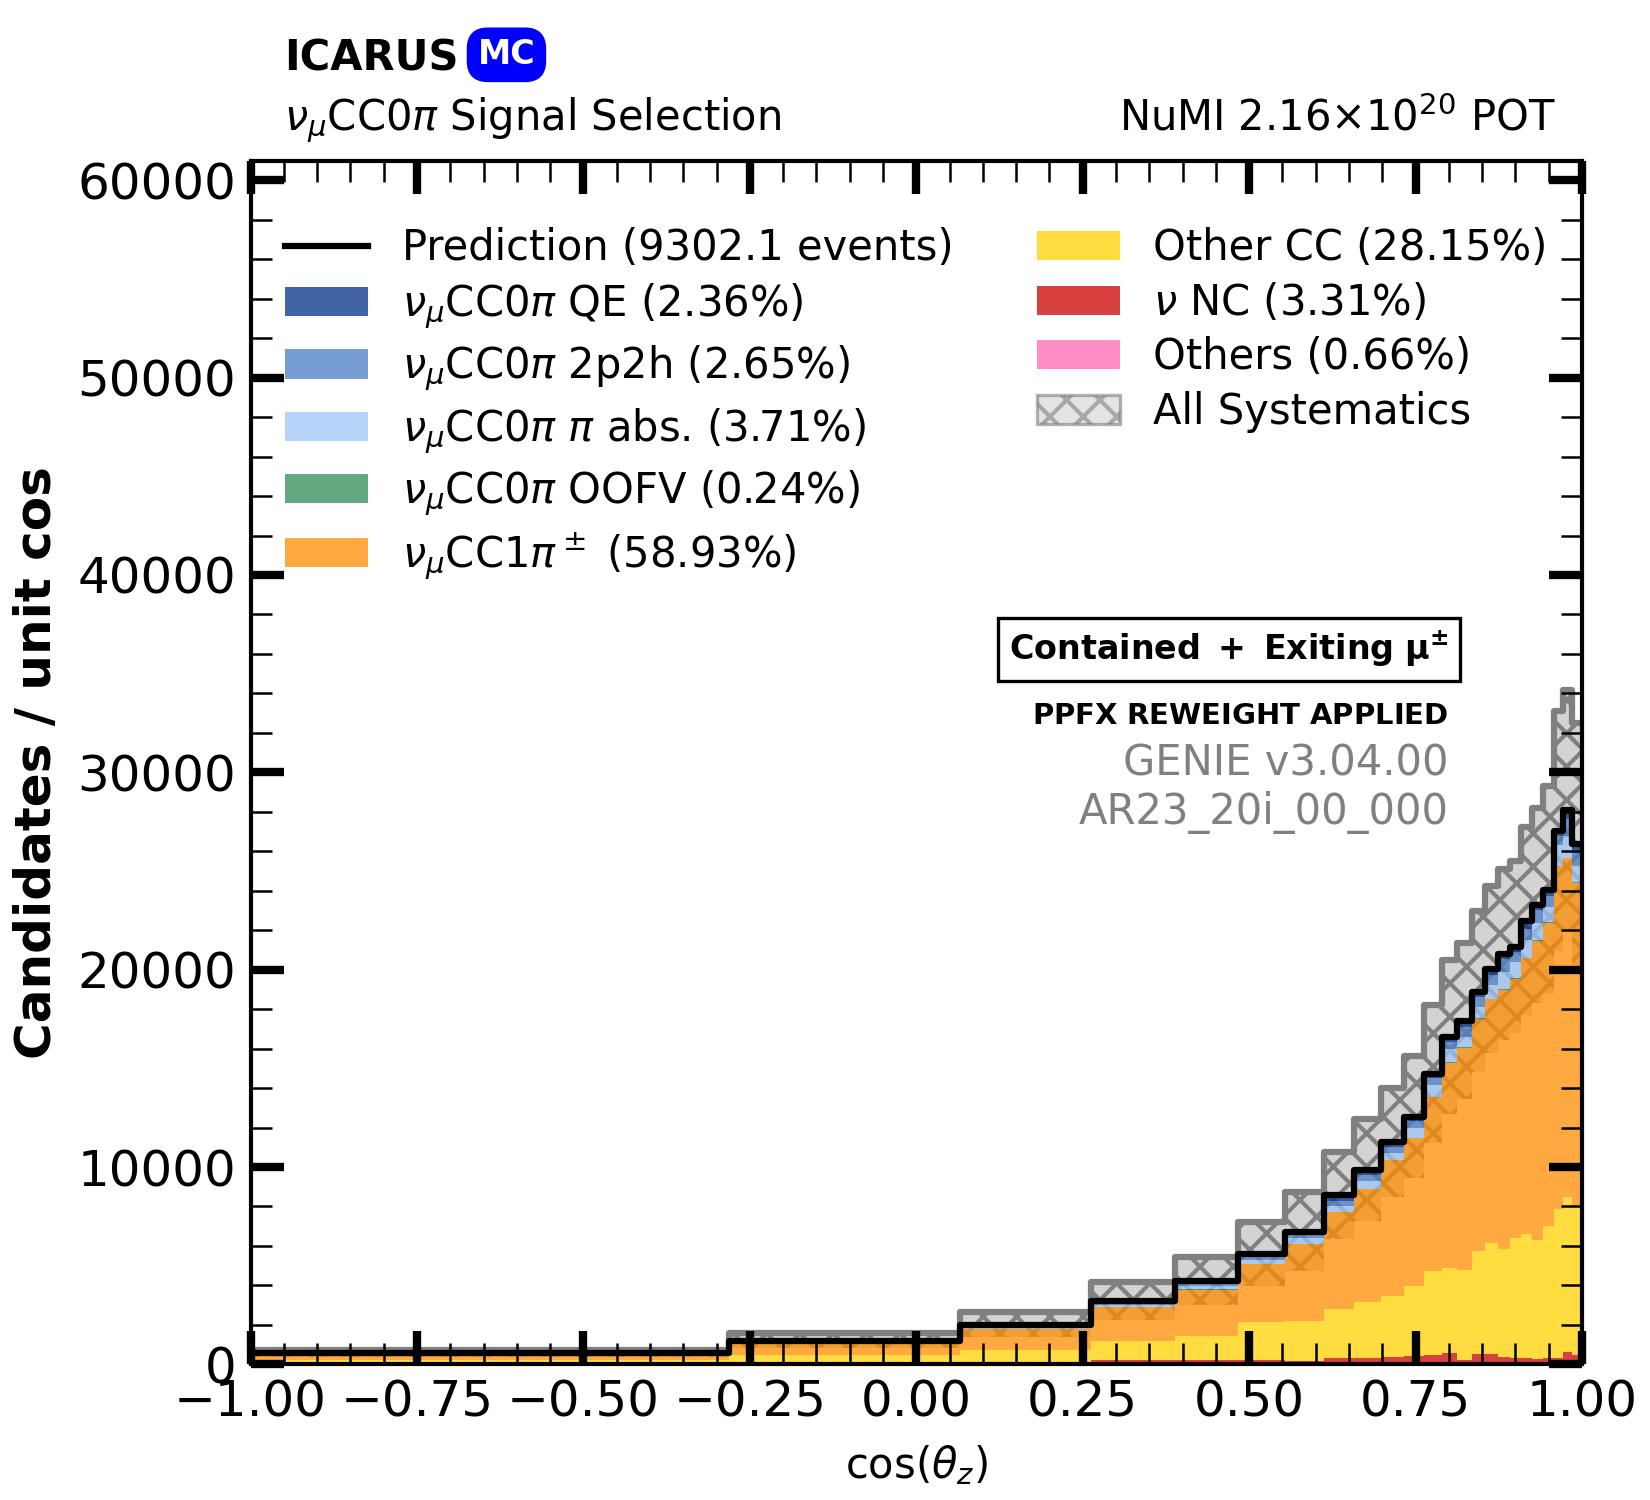 ICARUS MC
νμCC0π Signal Selection
NuMI 2.16×10²⁰ POT
Candidates / unit cos
60000
50000
40000
30000
20000
10000
0
Prediction (9302.1 events)
νμCC0π QE (2.36%)
νμCC0π 2p2h (2.65%)
νμCC0π π abs. (3.71%)
νμCC0π OOFV (0.24%)
νμCC1π± (58.93%)
Other CC (28.15%)
ν NC (3.31%)
Others (0.66%)
All Systematics
Contained + Exiting μ±
PPFX REWEIGHT APPLIED
GENIE v3.04.00
AR23_20i_00_000
−1.00 −0.75 −0.50 −0.25 0.00 0.25 0.50 0.75 1.00
cos(θz)